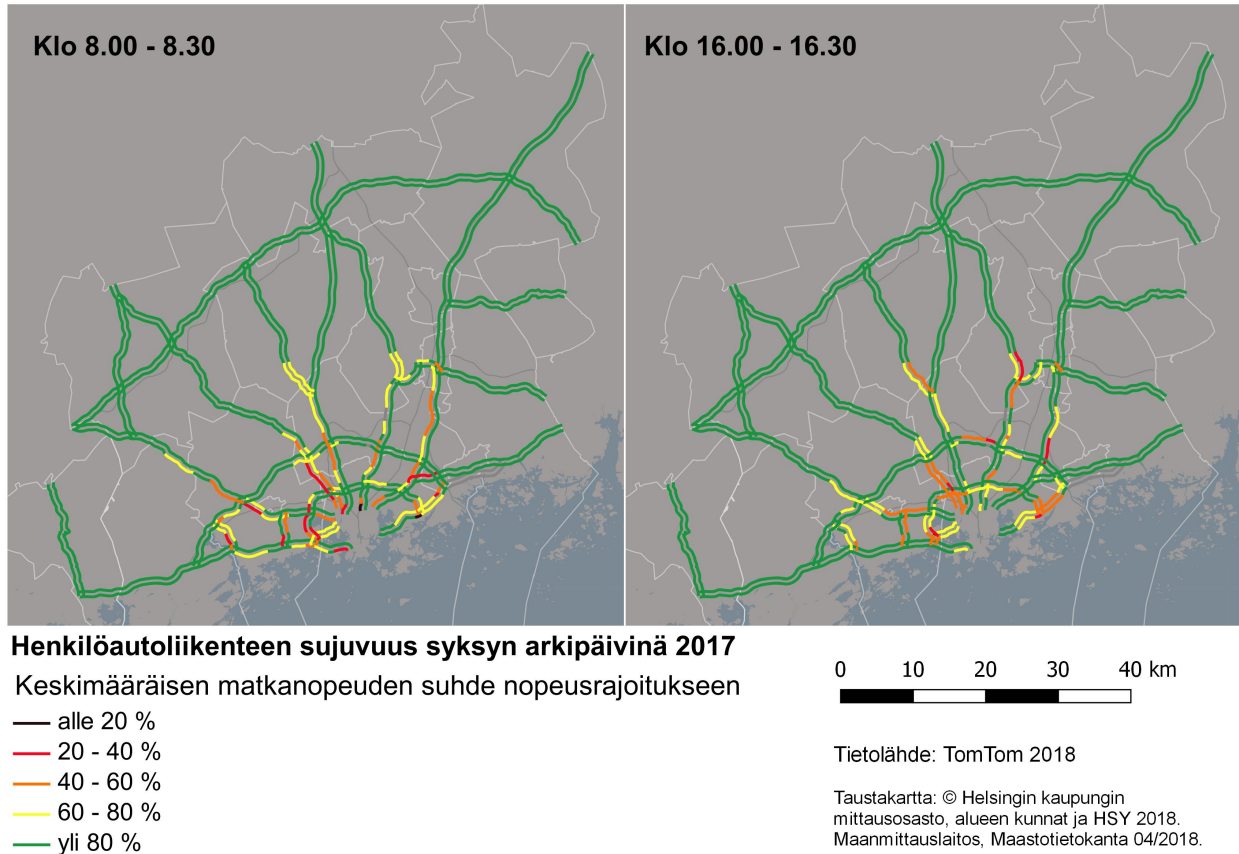 Klo 8.00 - 8.30
Klo 16.00 - 16.30
Henkilöautoliikenteen sujuvuus syksyn arkipäivinä 2017
Keskimääräisen matkanopeuden suhde nopeusrajoitukseen
alle 20 %
20 - 40 %
40 - 60 %
60 - 80 %
yli 80 %
0 10 20 30 40 km
Tietolähde: TomTom 2018
Taustakartta: © Helsingin kaupungin
mittausosasto, alueen kunnat ja HSY 2018.
Maanmittauslaitos, Maastotietokanta 04/2018.